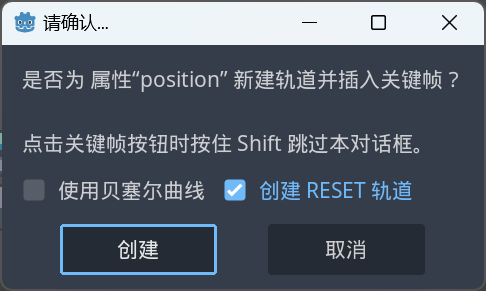 请确认...
是否为 属性“position” 新建轨道并插入关键帧？
点击关键帧按钮时按住 Shift 跳过本对话框。
使用贝塞尔曲线 创建 RESET 轨道
创建 取消